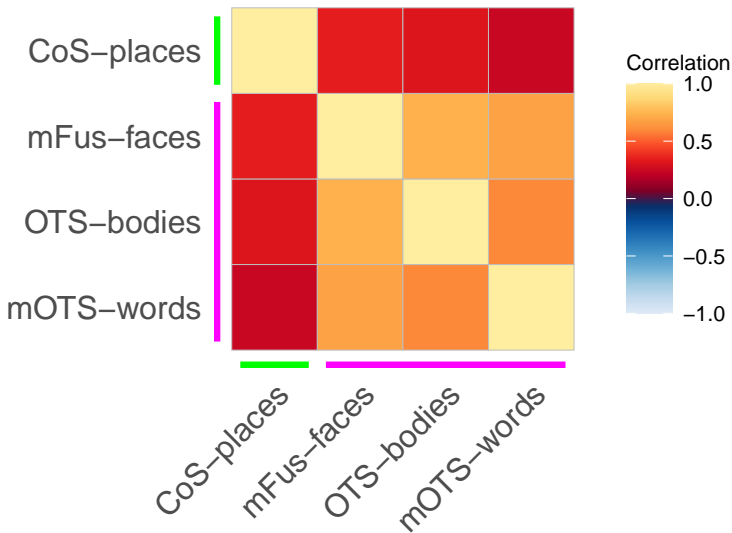 CoS−places
mFus−faces
OTS−bodies
mOTS−words
Correlation
1.0
0.5
0.0
−0.5
−1.0
CoS−places
mFus−faces
OTS−bodies
mOTS−words